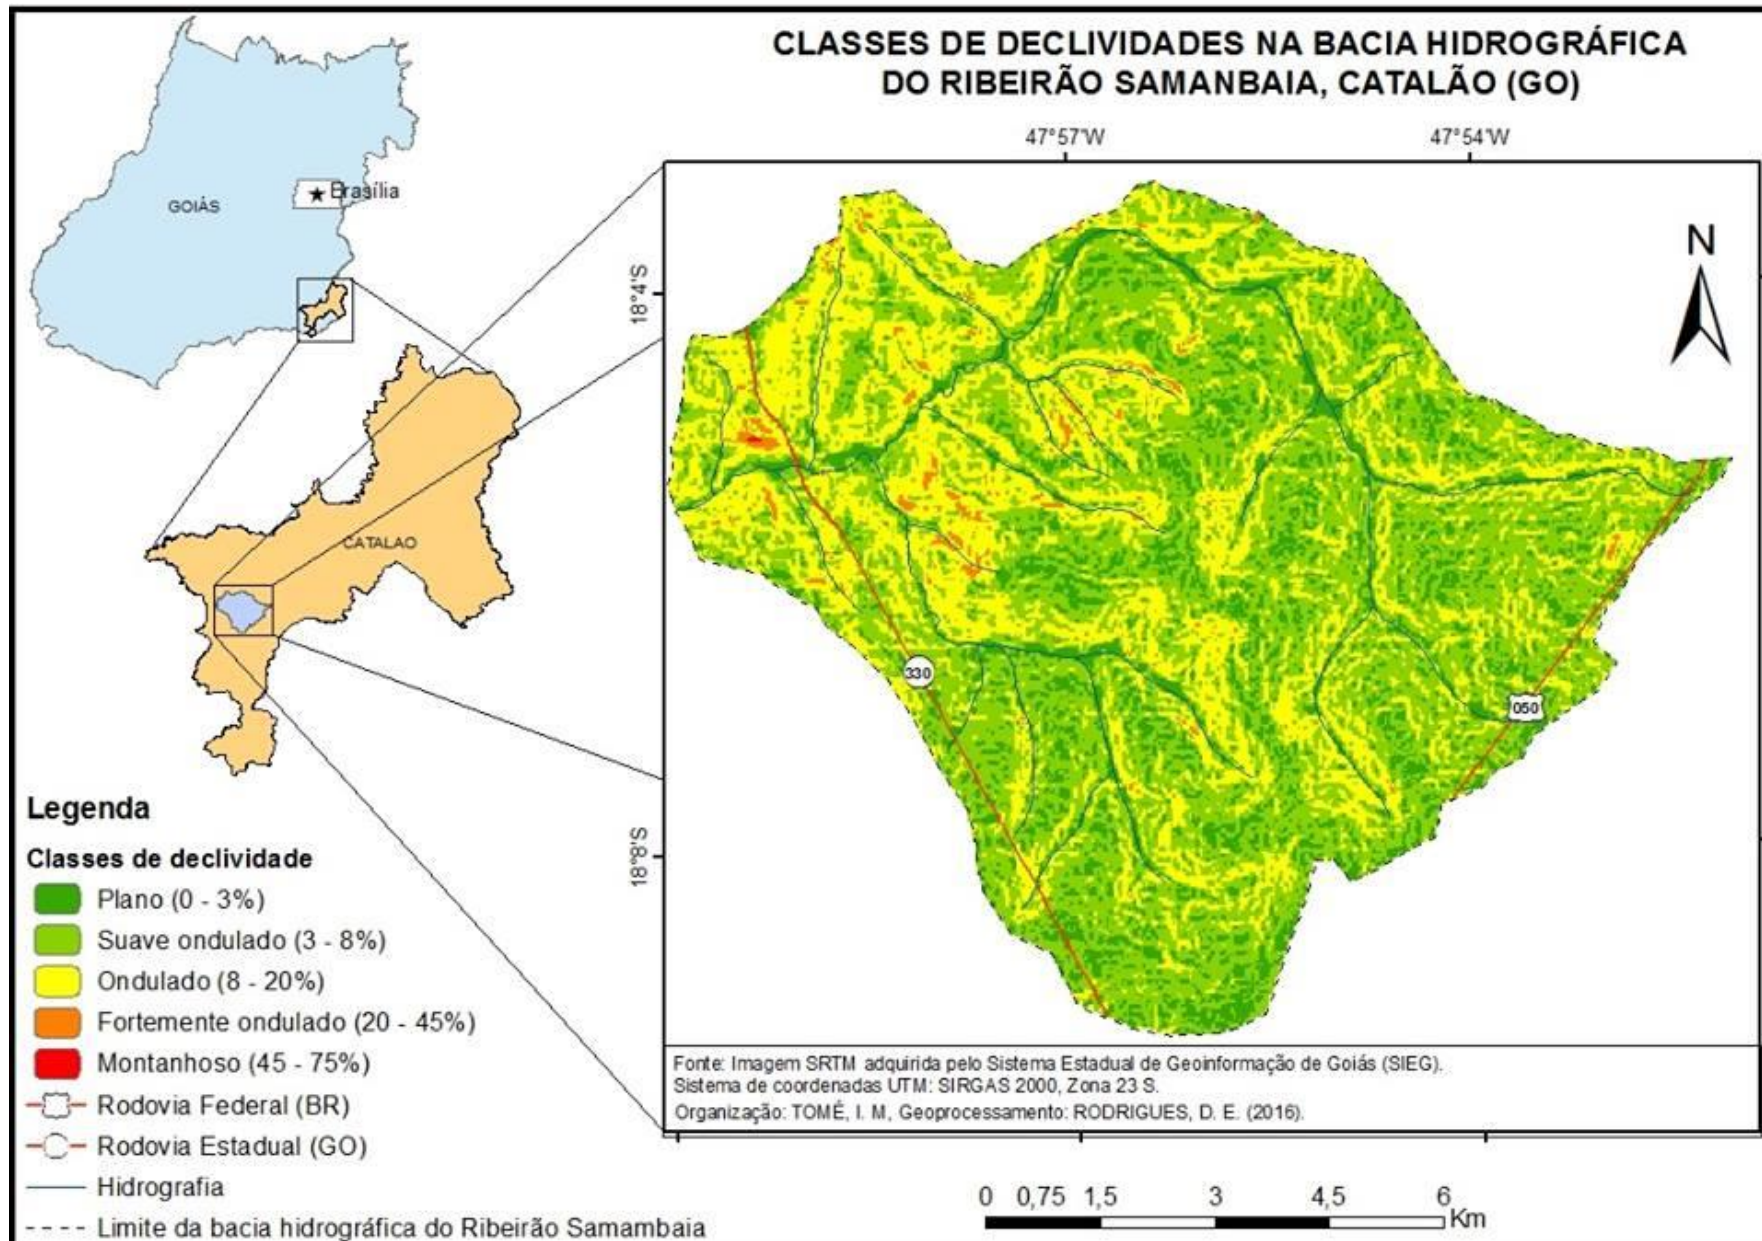 CLASSES DE DECLIVIDADES NA BACIA HIDROGRÁFICA
DO RIBEIRÃO SAMANBAIA, CATALÃO (GO)
47°57'W
47°54'W
GOIÁS
Brasília
N
18°4'S
CATALAO
330
050
18°8'S
Legenda
Classes de declividade
Plano (0 - 3%)
Suave ondulado (3 - 8%)
Ondulado (8 - 20%)
Fortemente ondulado (20 - 45%)
Montanhoso (45 - 75%)
Rodovia Federal (BR)
Rodovia Estadual (GO)
Hidrografia
Limite da bacia hidrográfica do Ribeirão Samambaia
Fonte: Imagem SRTM adquirida pelo Sistema Estadual de Geoinformação de Goiás (SIEG).
Sistema de coordenadas UTM: SIRGAS 2000, Zona 23 S.
Organização: TOMÉ, I. M, Geoprocessamento: RODRIGUES, D. E. (2016).
0 0,75 1,5 3 4,5 6
Km